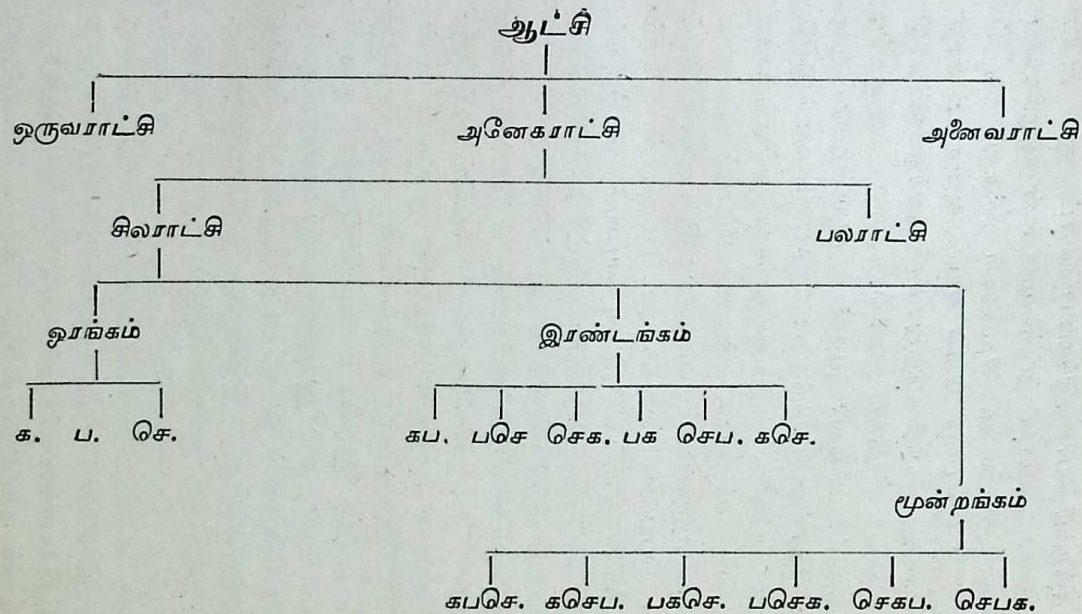 ஆட்சி
ஒருவராட்சி அனேகராட்சி அனைவராட்சி
சிலராட்சி பலராட்சி
ஓரங்கம் இரண்டங்கம்
க. ப. செ. கப. பசெ செக. பக செப. கசெ.
மூன்றங்கம்
கபசெ. கசெப. பகசெ. பசெக. செகப. செபக.